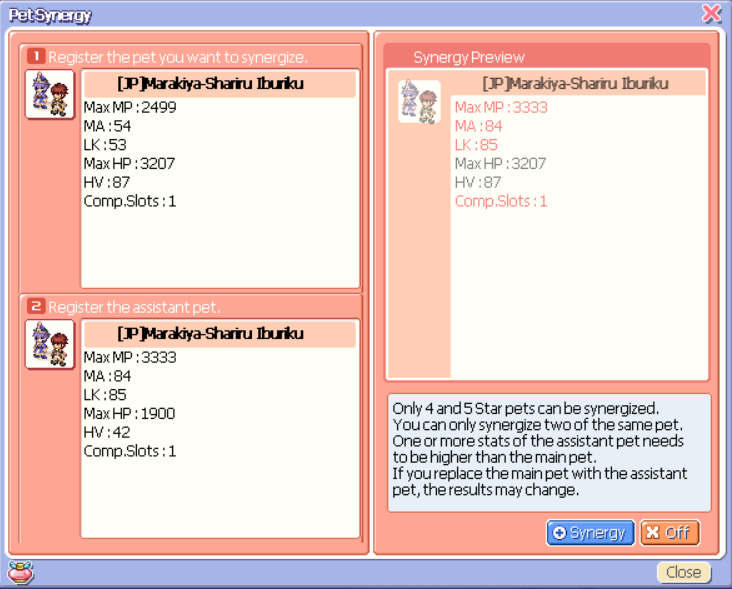 Pet Synergy
1 Register the pet you want to synergize.
[JP]Marakiya-Shariru Iburiku
Max MP : 2499
MA : 54
LK : 53
Max HP : 3207
HV : 87
Comp.Slots : 1
2 Register the assistant pet.
[JP]Marakiya-Shariru Iburiku
Max MP : 3333
MA : 84
LK : 85
Max HP : 1900
HV : 42
Comp.Slots : 1
Synergy Preview
[JP]Marakiya-Shariru Iburiku
Max MP : 3333
MA : 84
LK : 85
Max HP : 3207
HV : 87
Comp.Slots : 1
Only 4 and 5 Star pets can be synergized.
You can only synergize two of the same pet.
One or more stats of the assistant pet needs
to be higher than the main pet.
If you replace the main pet with the assistant
pet, the results may change.
Synergy
Off
Close